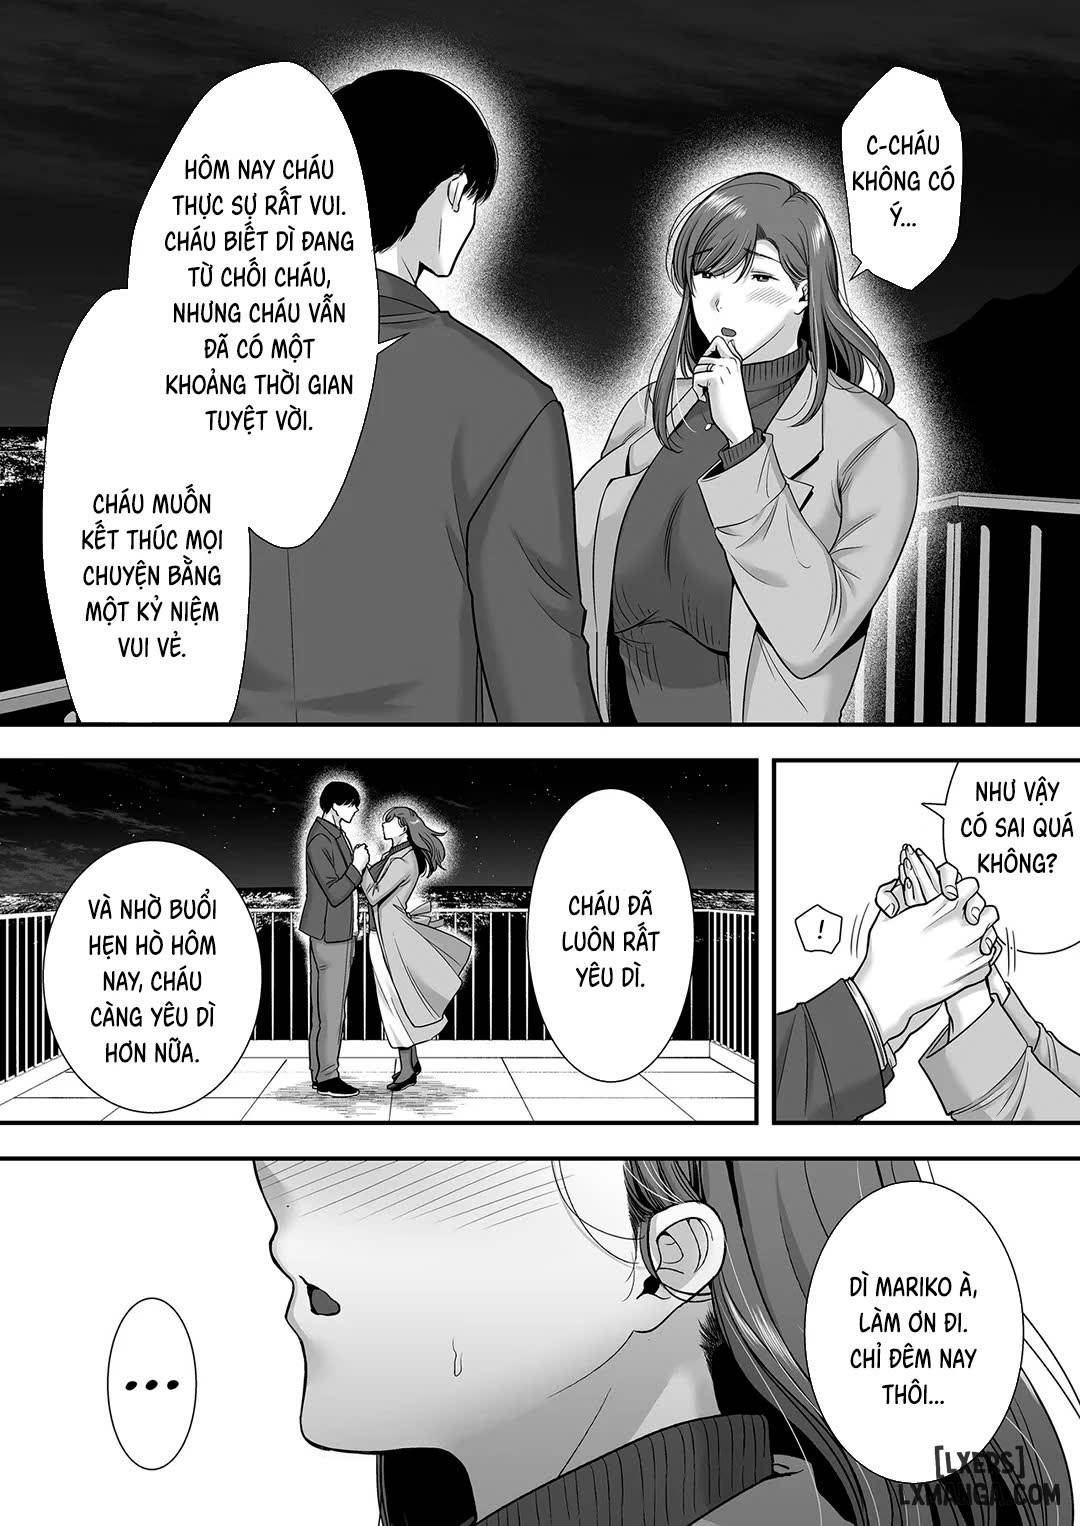 C-CHÁU
KHÔNG CÓ
Ý...
HÔM NAY CHÁU
THỰC SỰ RẤT VUI.
CHÁU BIẾT DÌ ĐANG
TỪ CHỐI CHÁU,
NHƯNG CHÁU VẪN
ĐÃ CÓ MỘT
KHOẢNG THỜI GIAN
TUYỆT VỜI.
CHÁU MUỐN
KẾT THÚC MỌI
CHUYỆN BẰNG
MỘT KỶ NIỆM
VUI VẺ.
NHƯ VẬY
CÓ SAI QUÁ
KHÔNG?
!
CHÁU ĐÃ
LUÔN RẤT
YÊU DÌ.
VÀ NHỜ BUỔI
HẸN HÒ HÔM
NAY, CHÁU
CÀNG YÊU DÌ
HƠN NỮA.
DÌ MARIKO À,
LÀM ƠN ĐI.
CHỈ ĐÊM NAY
THÔI...
...
[LXERS]
LXMANGA.COM